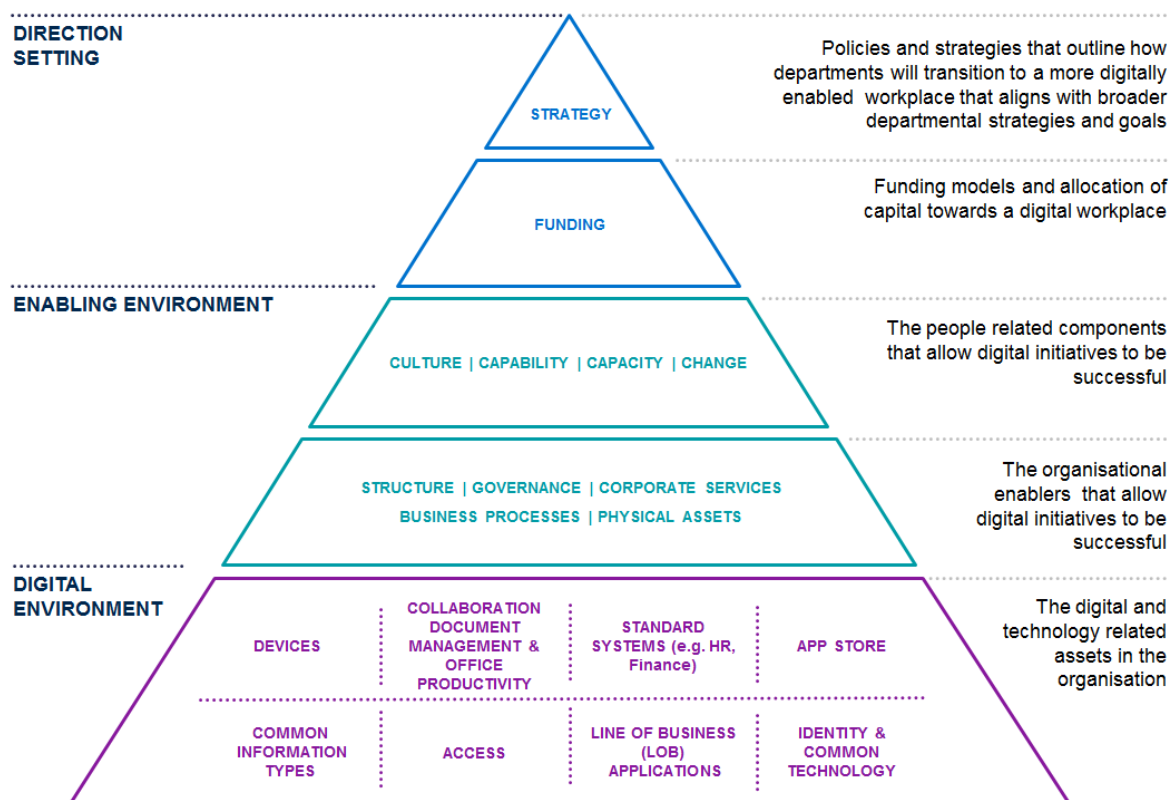 DIRECTION
SETTING
STRATEGY
Policies and strategies that outline how
departments will transition to a more digitally
enabled workplace that aligns with broader
departmental strategies and goals
FUNDING
Funding models and allocation of
capital towards a digital workplace
ENABLING ENVIRONMENT
CULTURE | CAPABILITY | CAPACITY | CHANGE
The people related components
that allow digital initiatives to be
successful
STRUCTURE | GOVERNANCE | CORPORATE SERVICES
BUSINESS PROCESSES | PHYSICAL ASSETS
The organisational
enablers that allow
digital initiatives to be
successful
DIGITAL
ENVIRONMENT
DEVICES
COLLABORATION
DOCUMENT
MANAGEMENT &
OFFICE
PRODUCTIVITY
STANDARD
SYSTEMS (e.g. HR,
Finance)
APP STORE
The digital and
technology related
assets in the
organisation
COMMON
INFORMATION
TYPES
ACCESS
LINE OF BUSINESS
(LOB)
APPLICATIONS
IDENTITY &
COMMON
TECHNOLOGY